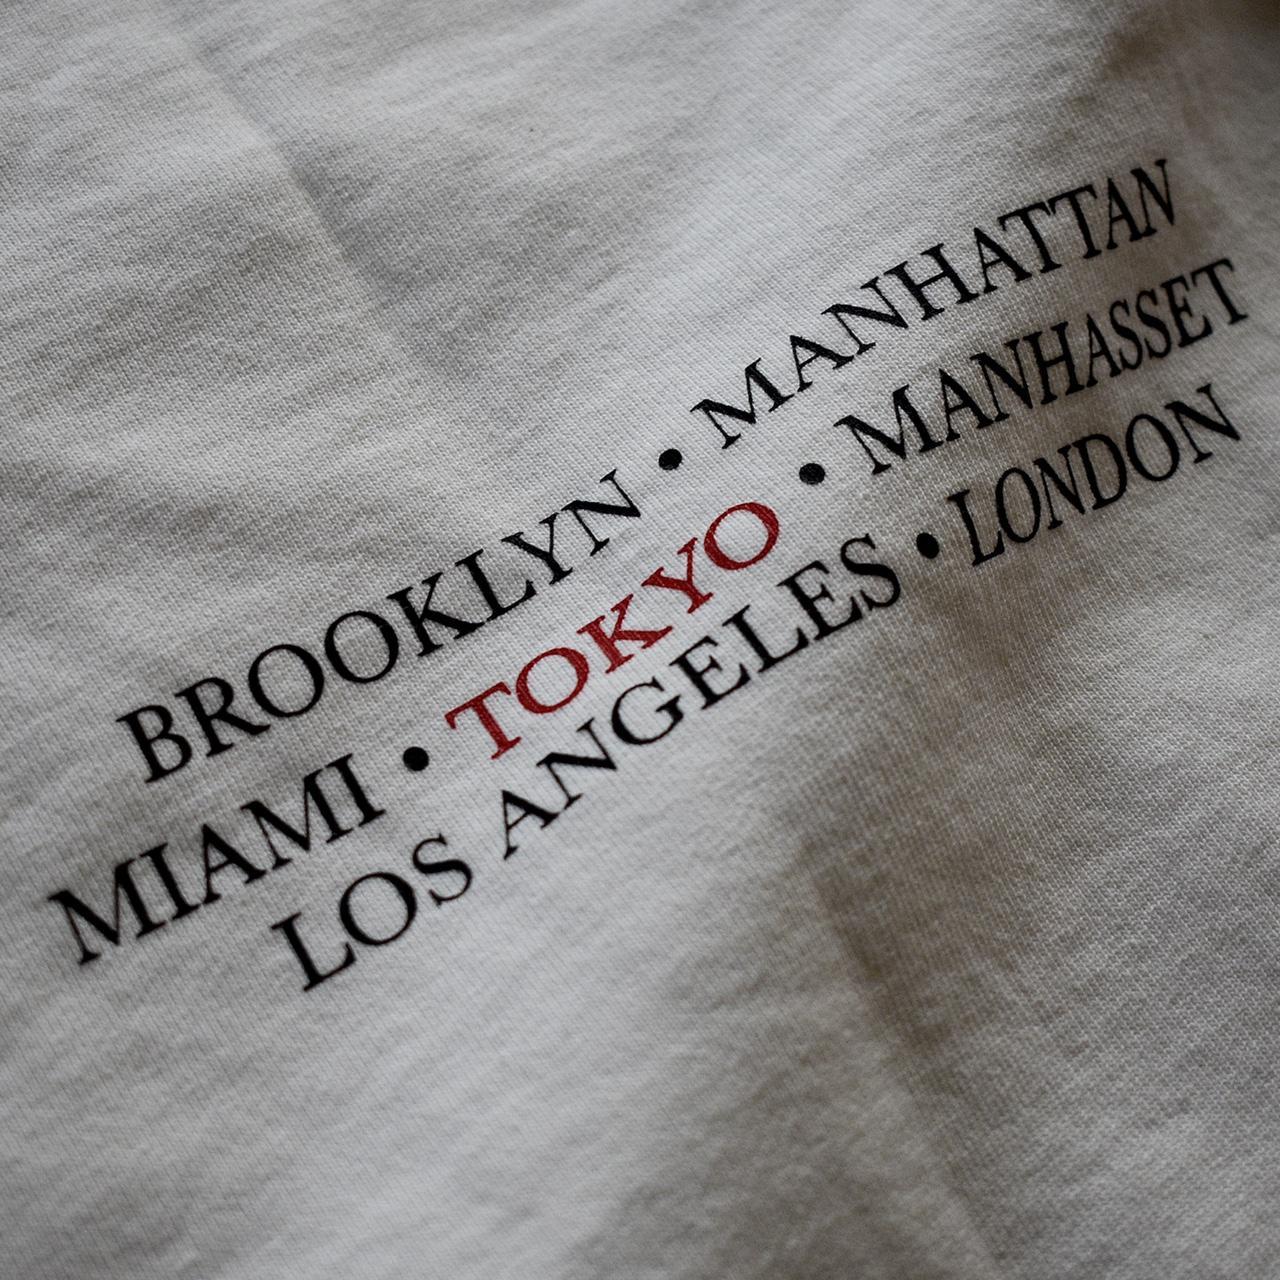 BROOKLYN • MANHATTAN
MIAMI • TOKYO • MANHASSET
LOS ANGELES • LONDON